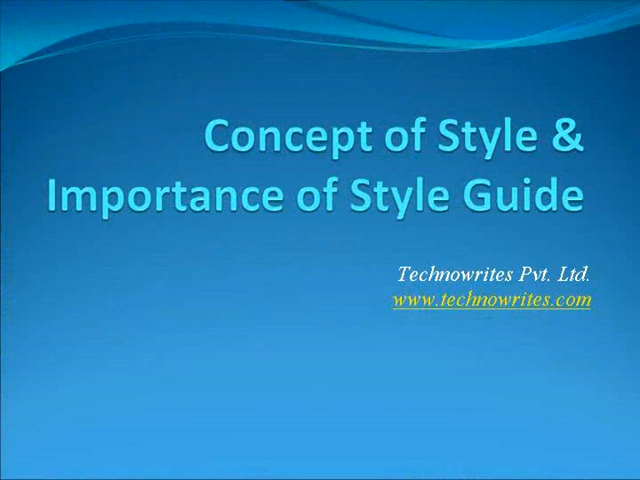 Concept of Style &
Importance of Style Guide
Technowrites Pvt. Ltd.
www.technowrites.com